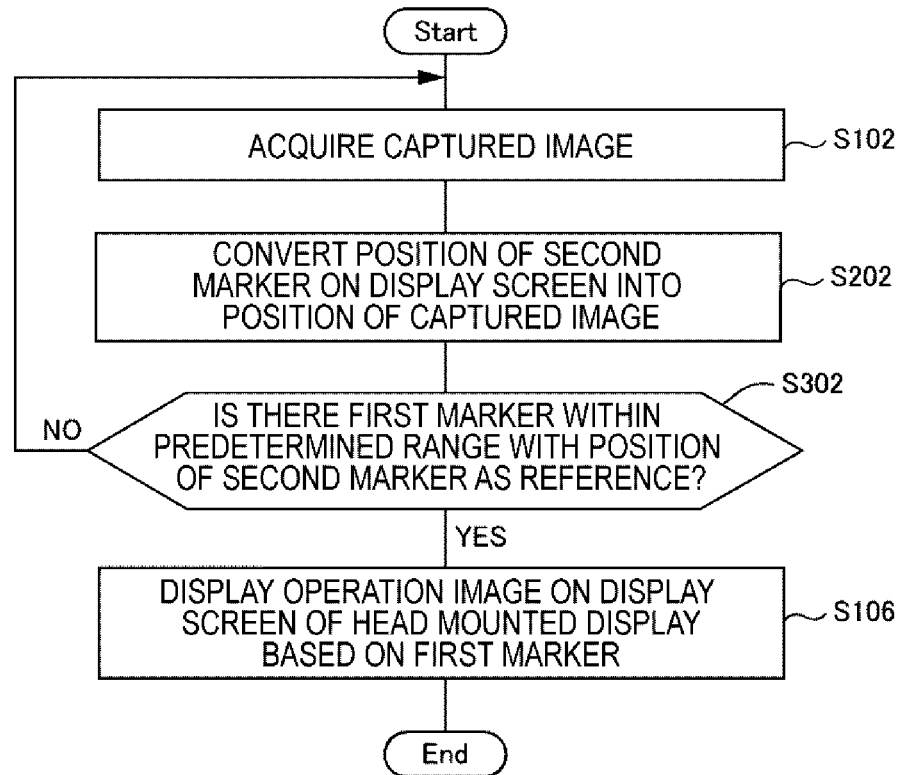 Start
ACQUIRE CAPTURED IMAGE
S102
CONVERT POSITION OF SECOND
MARKER ON DISPLAY SCREEN INTO
POSITION OF CAPTURED IMAGE
S202
S302
IS THERE FIRST MARKER WITHIN
PREDETERMINED RANGE WITH POSITION
OF SECOND MARKER AS REFERENCE?
NO
YES
DISPLAY OPERATION IMAGE ON DISPLAY
SCREEN OF HEAD MOUNTED DISPLAY
BASED ON FIRST MARKER
S106
End